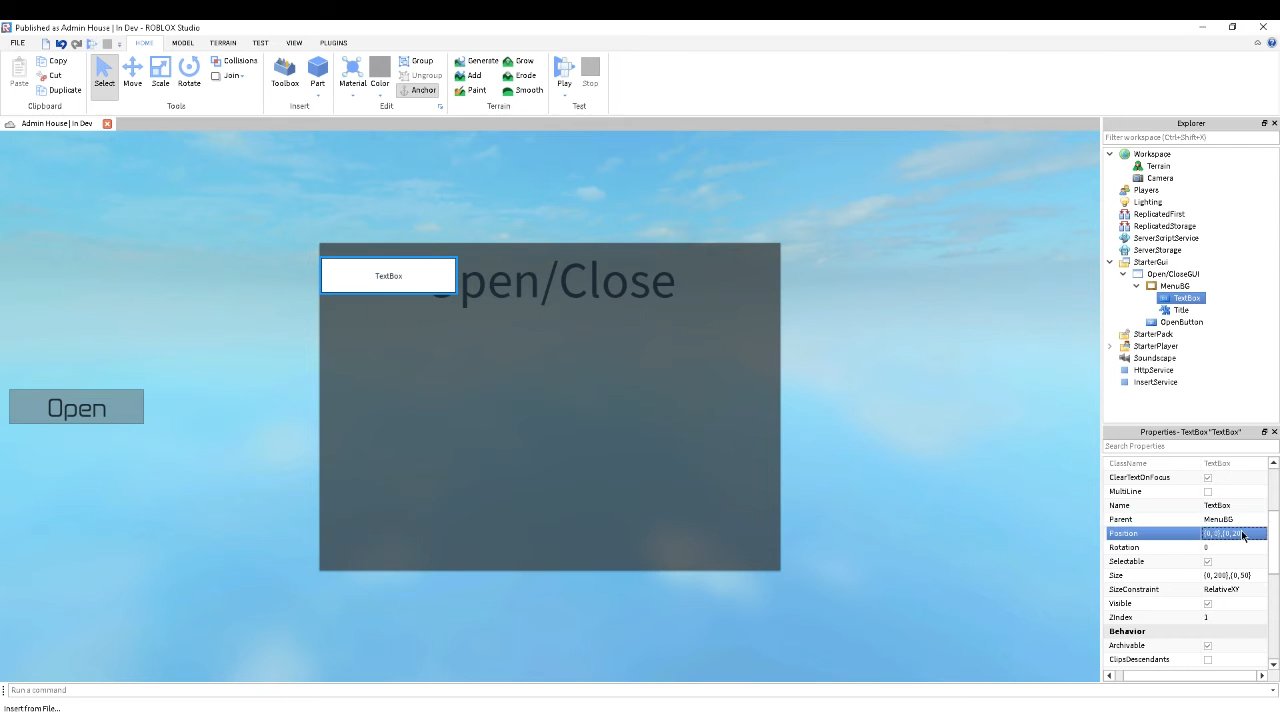 Published as Admin House | In Dev - ROBLOX Studio
FILE HOME MODEL TERRAIN TEST VIEW PLUGINS
Paste Copy Cut Duplicate Clipboard
Select Move Scale Rotate Collisions Join Tools
Toolbox Part Insert
Material Color Group Ungroup Anchor Edit
Generate Grow Add Erode Paint Smooth Terrain
Play Stop Test
Admin House | In Dev
Open/Close
TextBox
Open
Explorer
Filter workspace (Ctrl+Shift+X)
Workspace
Terrain
Camera
Players
Lighting
ReplicatedFirst
ReplicatedStorage
ServerScriptService
ServerStorage
StarterGui
Open/CloseGUI
MenuBG
TextBox
Title
OpenButton
StarterPack
StarterPlayer
Soundscape
HttpService
InsertService
Properties - TextBox "TextBox"
Search Properties
ClassName TextBox
ClearTextOnFocus
MultiLine
Name TextBox
Parent MenuBG
Position {0, 0},{0, 20
Rotation 0
Selectable
Size {0, 200},{0, 50}
SizeConstraint RelativeXY
Visible
ZIndex 1
Behavior
Archivable
ClipsDescendants
Run a command
Insert from File...